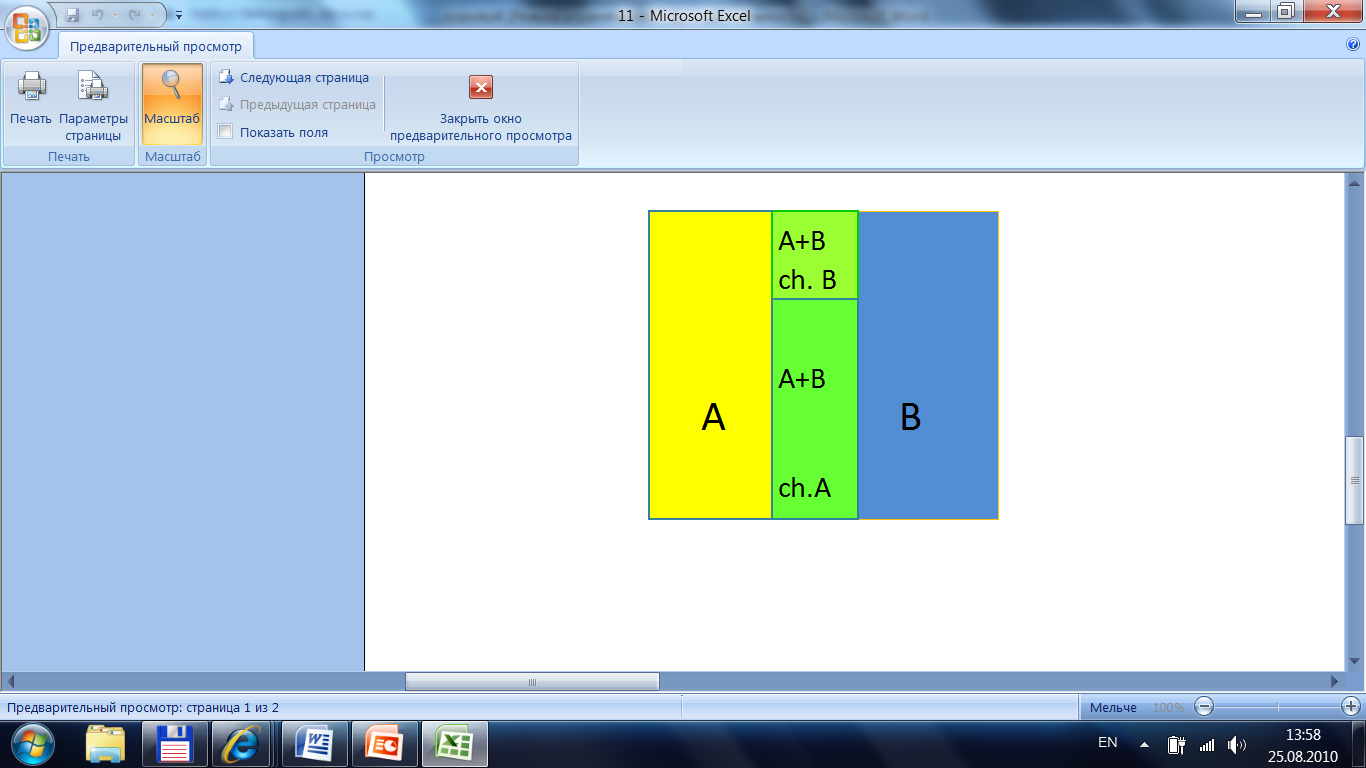 11 - Microsoft Excel
Предварительный просмотр
Печать
Параметры страницы
Масштаб
Следующая страница
Предыдущая страница
Показать поля
Закрыть окно
предварительного просмотра
Печать
Масштаб
Просмотр
A+B
ch. B
A+B
A
B
ch.A
Предварительный просмотр: страница 1 из 2
Мельче
100%
EN
13:58
25.08.2010